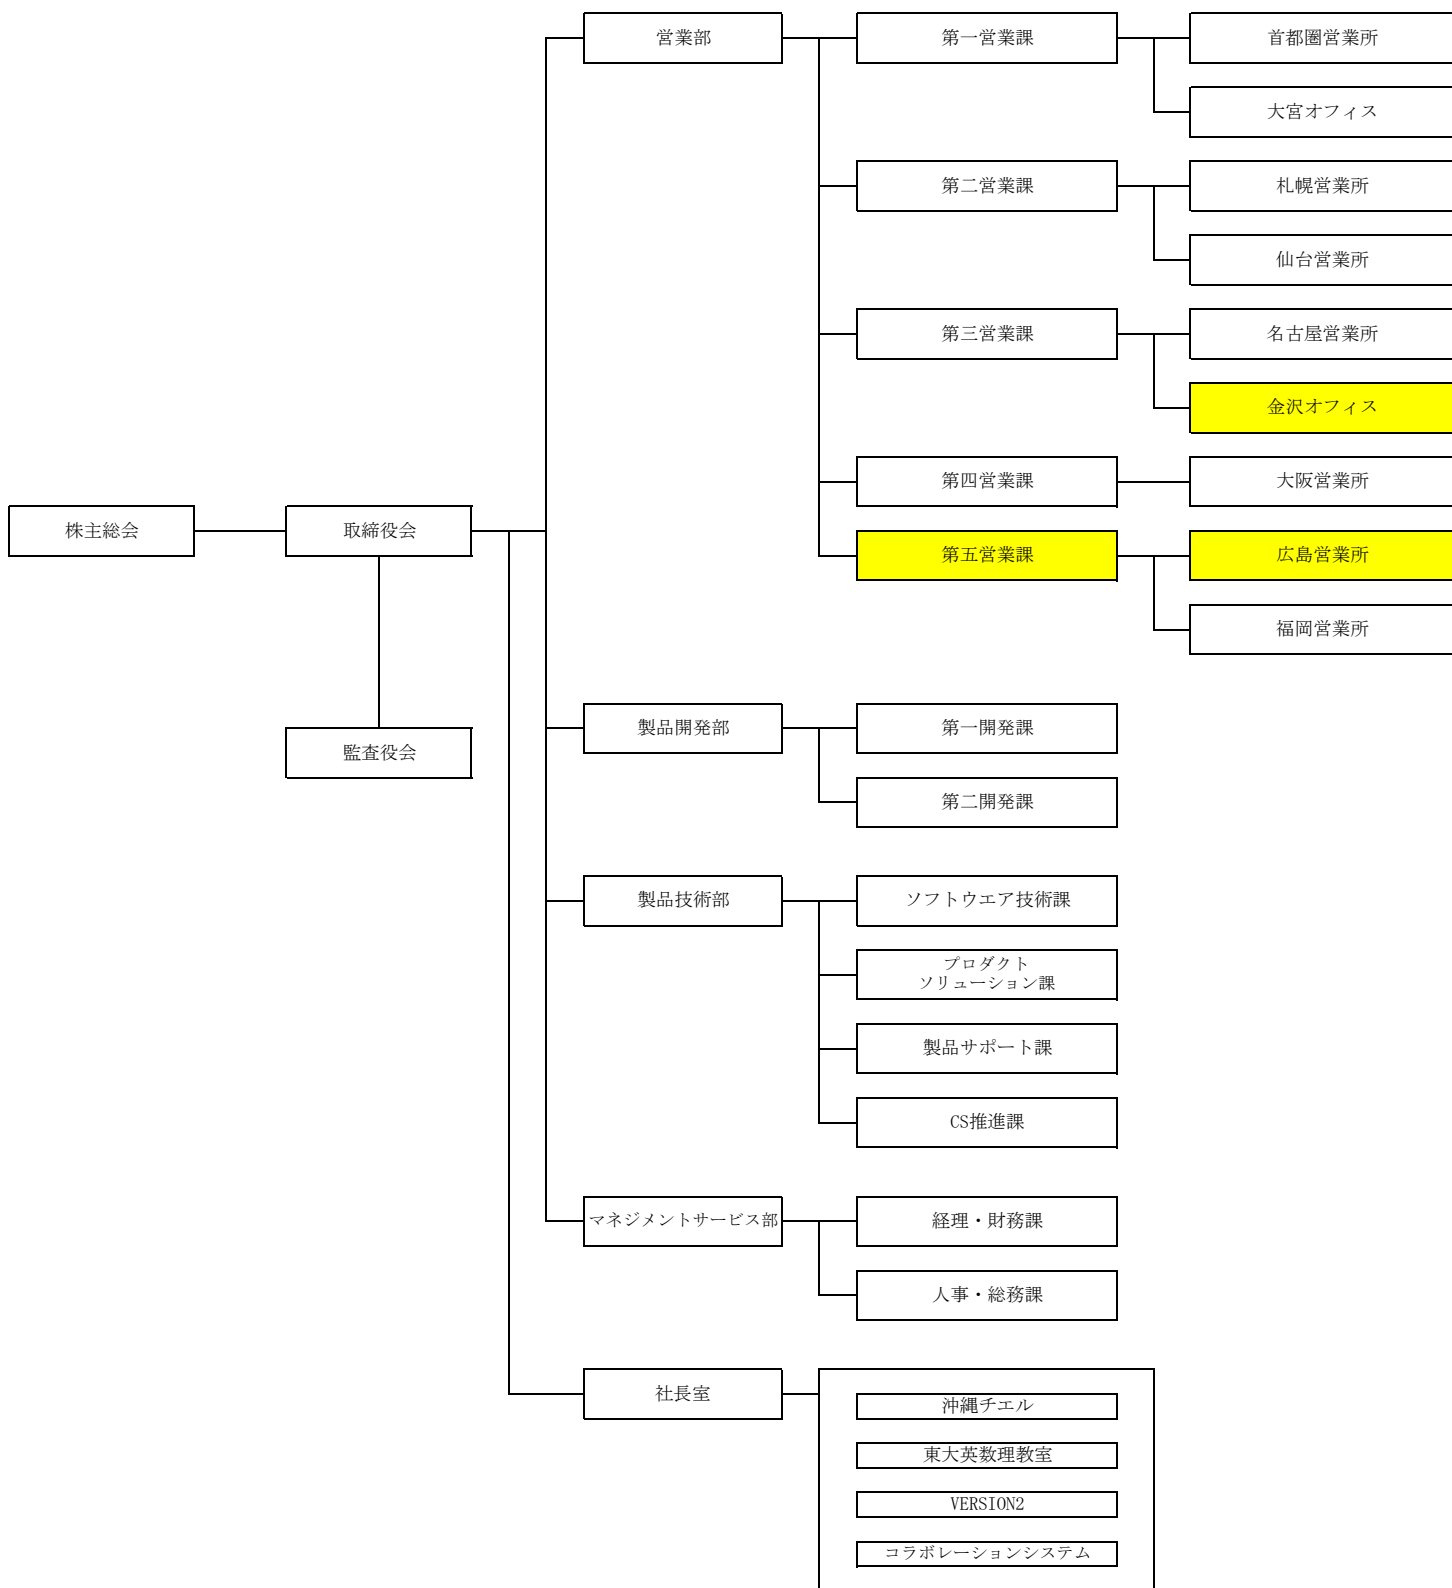 営業部
第一営業課
首都圏営業所
大宮オフィス
第二営業課
札幌営業所
仙台営業所
第三営業課
名古屋営業所
金沢オフィス
第四営業課
大阪営業所
株主総会
取締役会
第五営業課
広島営業所
福岡営業所
製品開発部
第一開発課
監査役会
第二開発課
製品技術部
ソフトウエア技術課
プロダクト
ソリューション課
製品サポート課
CS推進課
マネジメントサービス部
経理・財務課
人事・総務課
社長室
沖縄チエル
東大英数理教室
VERSION2
コラボレーションシステム